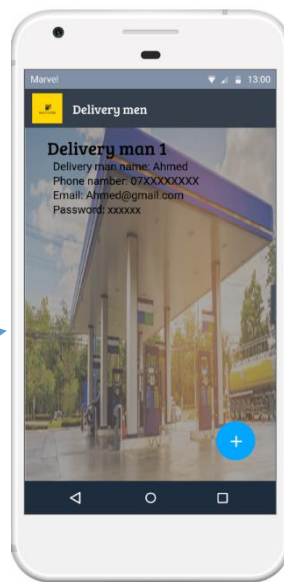 Marvel 13:00
Delivery men
Delivery man 1
Delivery man name: Ahmed
Phone namber: 07XXXXXXXX
Email: Ahmed@gmail.com
Password: xxxxxx